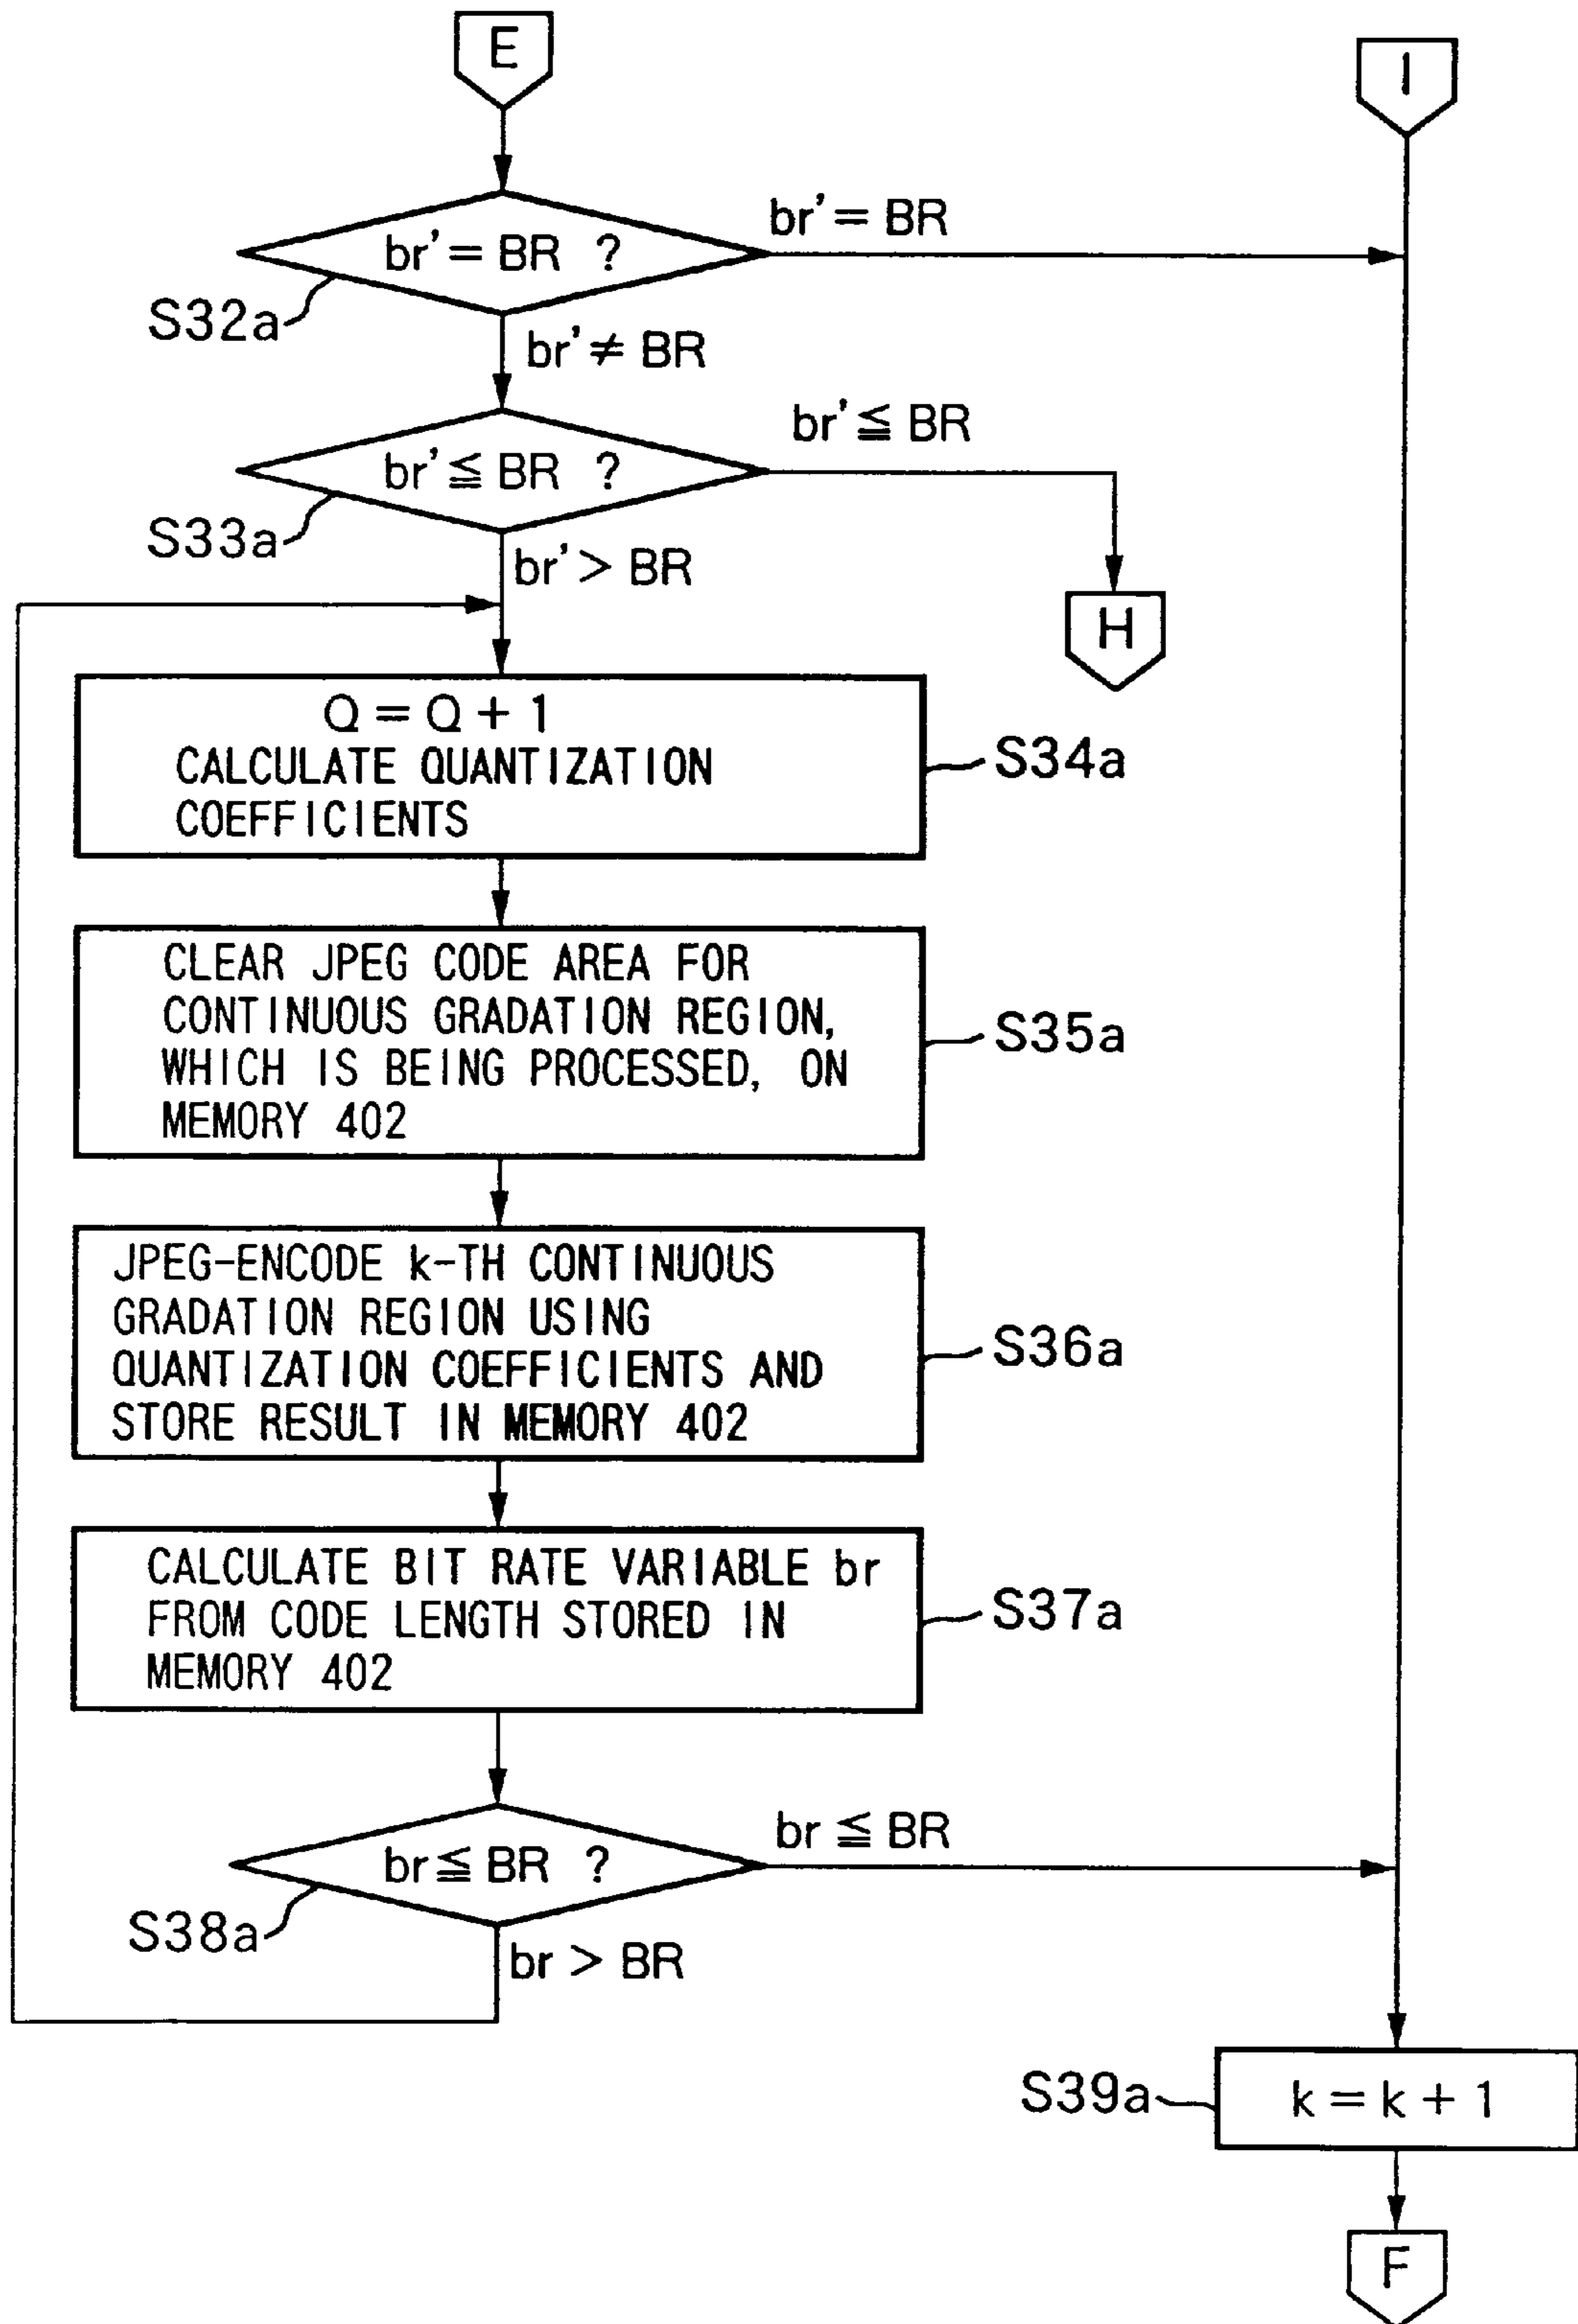 E
I
br' = BR
br' = BR ?
S32a
br' ≠ BR
br' ≦ BR
br' ≦ BR ?
S33a
br' > BR
H
Q = Q + 1
CALCULATE QUANTIZATION
COEFFICIENTS
S34a
CLEAR JPEG CODE AREA FOR
CONTINUOUS GRADATION REGION,
WHICH IS BEING PROCESSED, ON
MEMORY 402
S35a
JPEG-ENCODE k-TH CONTINUOUS
GRADATION REGION USING
QUANTIZATION COEFFICIENTS AND
STORE RESULT IN MEMORY 402
S36a
CALCULATE BIT RATE VARIABLE br
FROM CODE LENGTH STORED IN
MEMORY 402
S37a
br ≦ BR
br ≦ BR ?
S38a
br > BR
S39a
k = k + 1
F